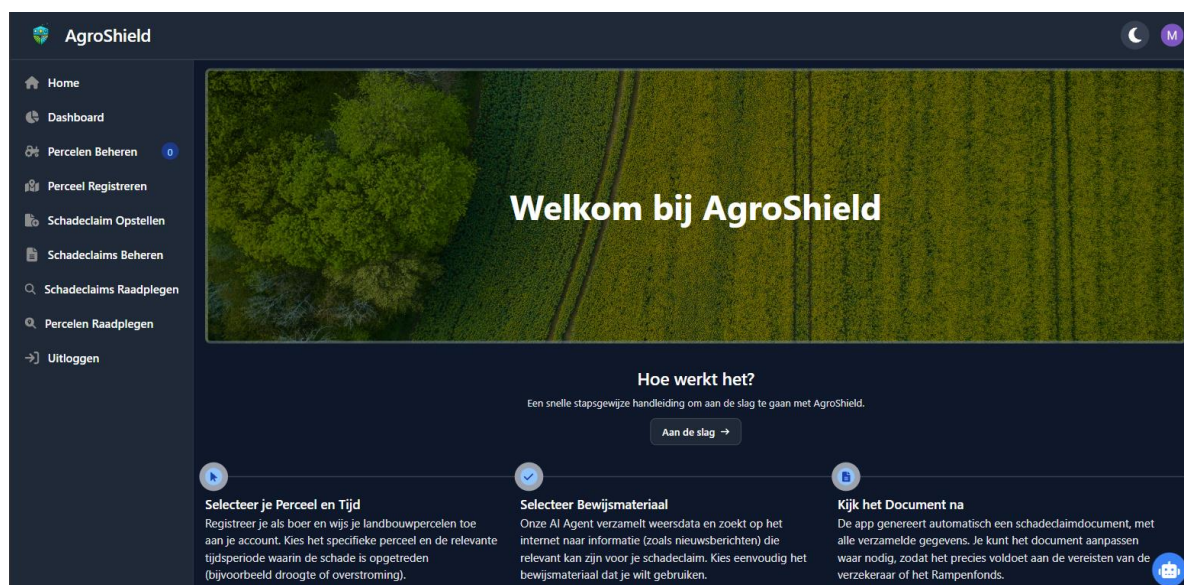 AgroShield
M
Home
Dashboard
Percelen Beheren 0
Perceel Registreren
Schadeclaim Opstellen
Schadeclaims Beheren
Schadeclaims Raadplegen
Percelen Raadplegen
Uitloggen
Welkom bij AgroShield
Hoe werkt het?
Een snelle stapsgewijze handleiding om aan de slag te gaan met AgroShield.
Aan de slag →
Selecteer je Perceel en Tijd
Registreer je als boer en wijs je landbouwpercelen toe
aan je account. Kies het specifieke perceel en de relevante
tijdsperiode waarin de schade is opgetreden
(bijvoorbeeld droogte of overstroming).
Selecteer Bewijsmateriaal
Onze AI Agent verzamelt weersdata en zoekt op het
internet naar informatie (zoals nieuwsberichten) die
relevant kan zijn voor je schadeclaim. Kies eenvoudig het
bewijsmateriaal dat je wilt gebruiken.
Kijk het Document na
De app genereert automatisch een schadeclaimdocument, met
alle verzamelde gegevens. Je kunt het document aanpassen
waar nodig, zodat het precies voldoet aan de vereisten van de
verzekeraar of het Rampenfonds.